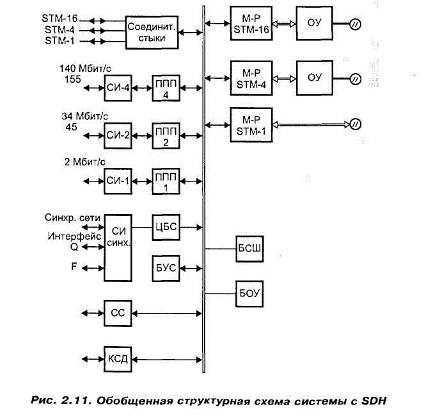 STM-16
STM-4
STM-1
Соединит.
стыки
М-Р
STM-16
ОУ
140 Мбит/с
155
СИ-4
ППП
4
М-Р
STM-4
ОУ
34 Мбит/с
45
СИ-2
ППП
2
М-Р
STM-1
2 Мбит/с
СИ-1
ППП
1
Синхр. сети
Интерфейс
Q
F
СИ
синх.
ЦБС
БУС
БСШ
БОУ
СС
КСД
Рис. 2.11. Обобщенная структурная схема системы с SDH